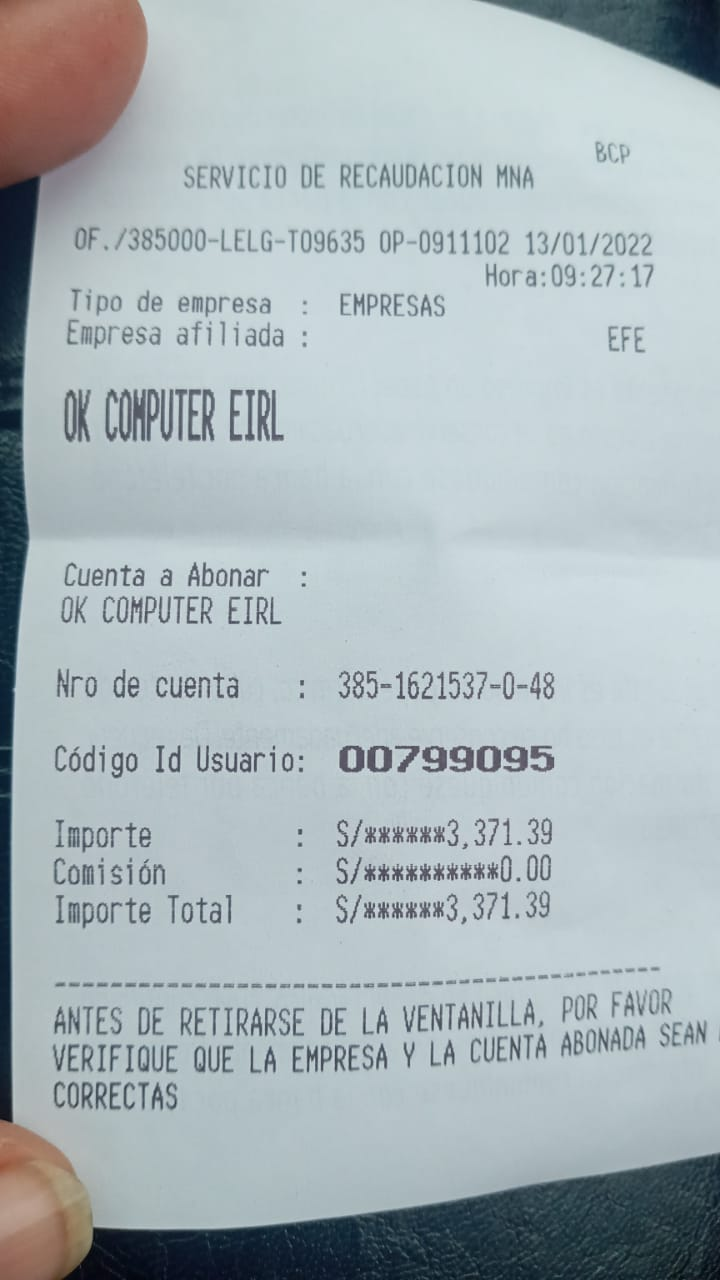 BCP
SERVICIO DE RECAUDACION MNA
OF./385000-LELG-T09635 OP-0911102 13/01/2022
Hora:09:27:17
Tipo de empresa : EMPRESAS
Empresa afiliada : EFE
OK COMPUTER EIRL
Cuenta a Abonar :
OK COMPUTER EIRL
Nro de cuenta : 385-1621537-0-48
Código Id Usuario: 00799095
Importe : S/******3,371.39
Comisión : S/**********0.00
Importe Total : S/******3,371.39
--------------------------------------------
ANTES DE RETIRARSE DE LA VENTANILLA, POR FAVOR
VERIFIQUE QUE LA EMPRESA Y LA CUENTA ABONADA SEAN
CORRECTAS